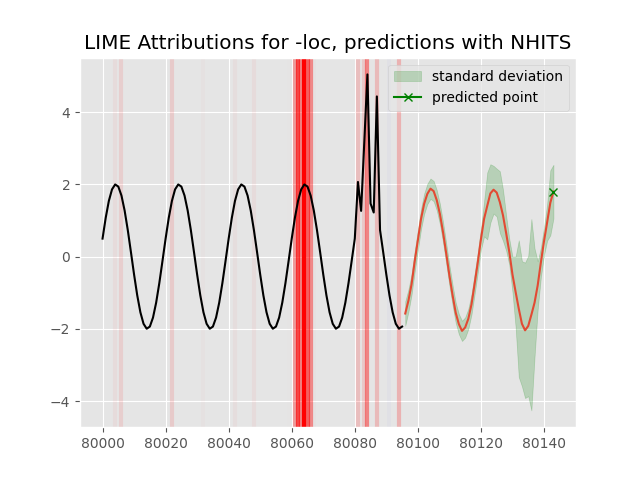 LIME Attributions for -loc, predictions with NHITS
standard deviation
predicted point
4
2
0
−2
−4
80000 80020 80040 80060 80080 80100 80120 80140